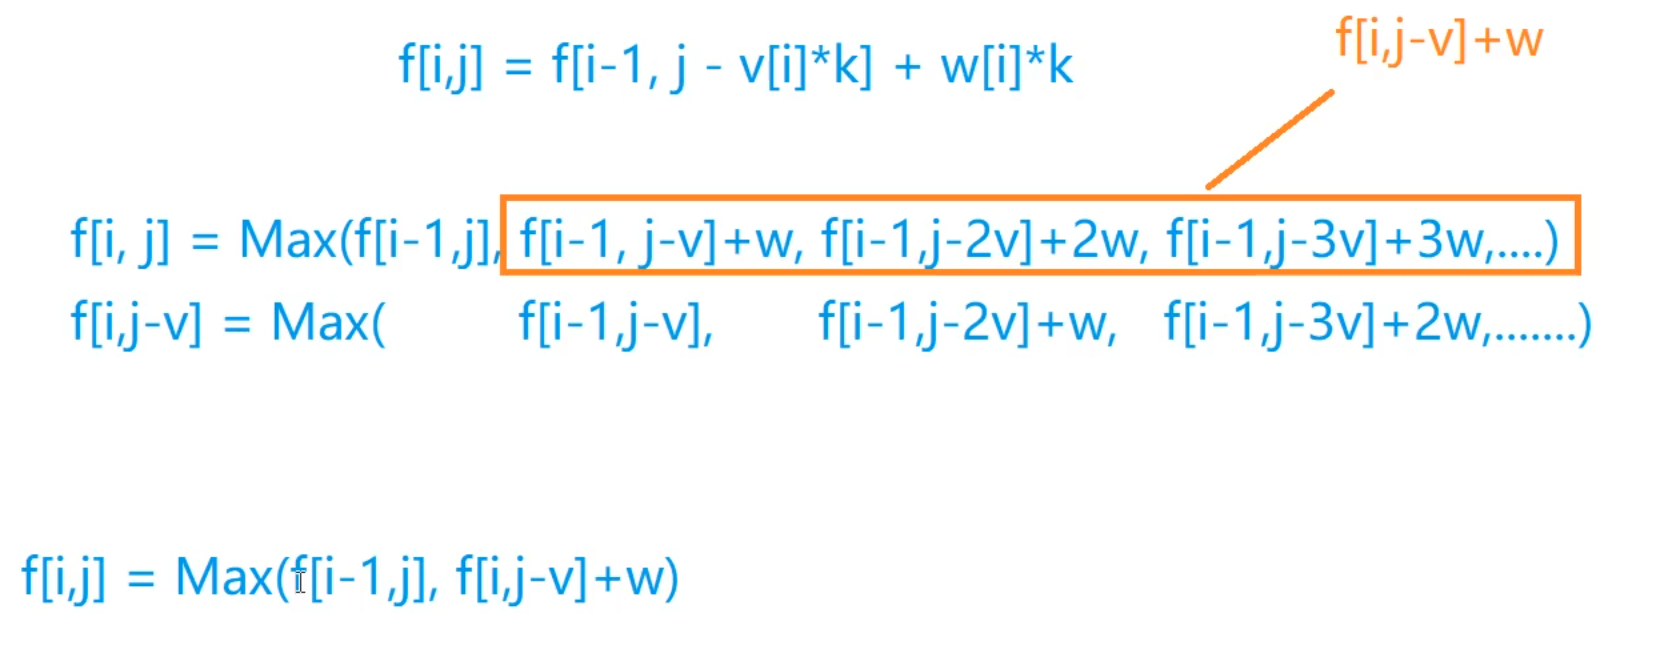 f[i,j-v]+w
f[i,j] = f[i-1, j - v[i]*k] + w[i]*k
f[i, j] = Max(f[i-1,j], f[i-1, j-v]+w, f[i-1,j-2v]+2w, f[i-1,j-3v]+3w,....)
f[i,j-v] = Max( f[i-1,j-v], f[i-1,j-2v]+w, f[i-1,j-3v]+2w,.......)
f[i,j] = Max(f[i-1,j], f[i,j-v]+w)